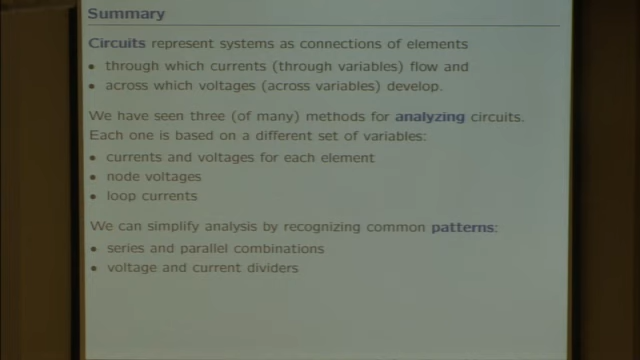 Summary
Circuits represent systems as connections of elements
• through which currents (through variables) flow and
• across which voltages (across variables) develop.
We have seen three (of many) methods for analyzing circuits.
Each one is based on a different set of variables:
• currents and voltages for each element
• node voltages
• loop currents
We can simplify analysis by recognizing common patterns:
• series and parallel combinations
• voltage and current dividers